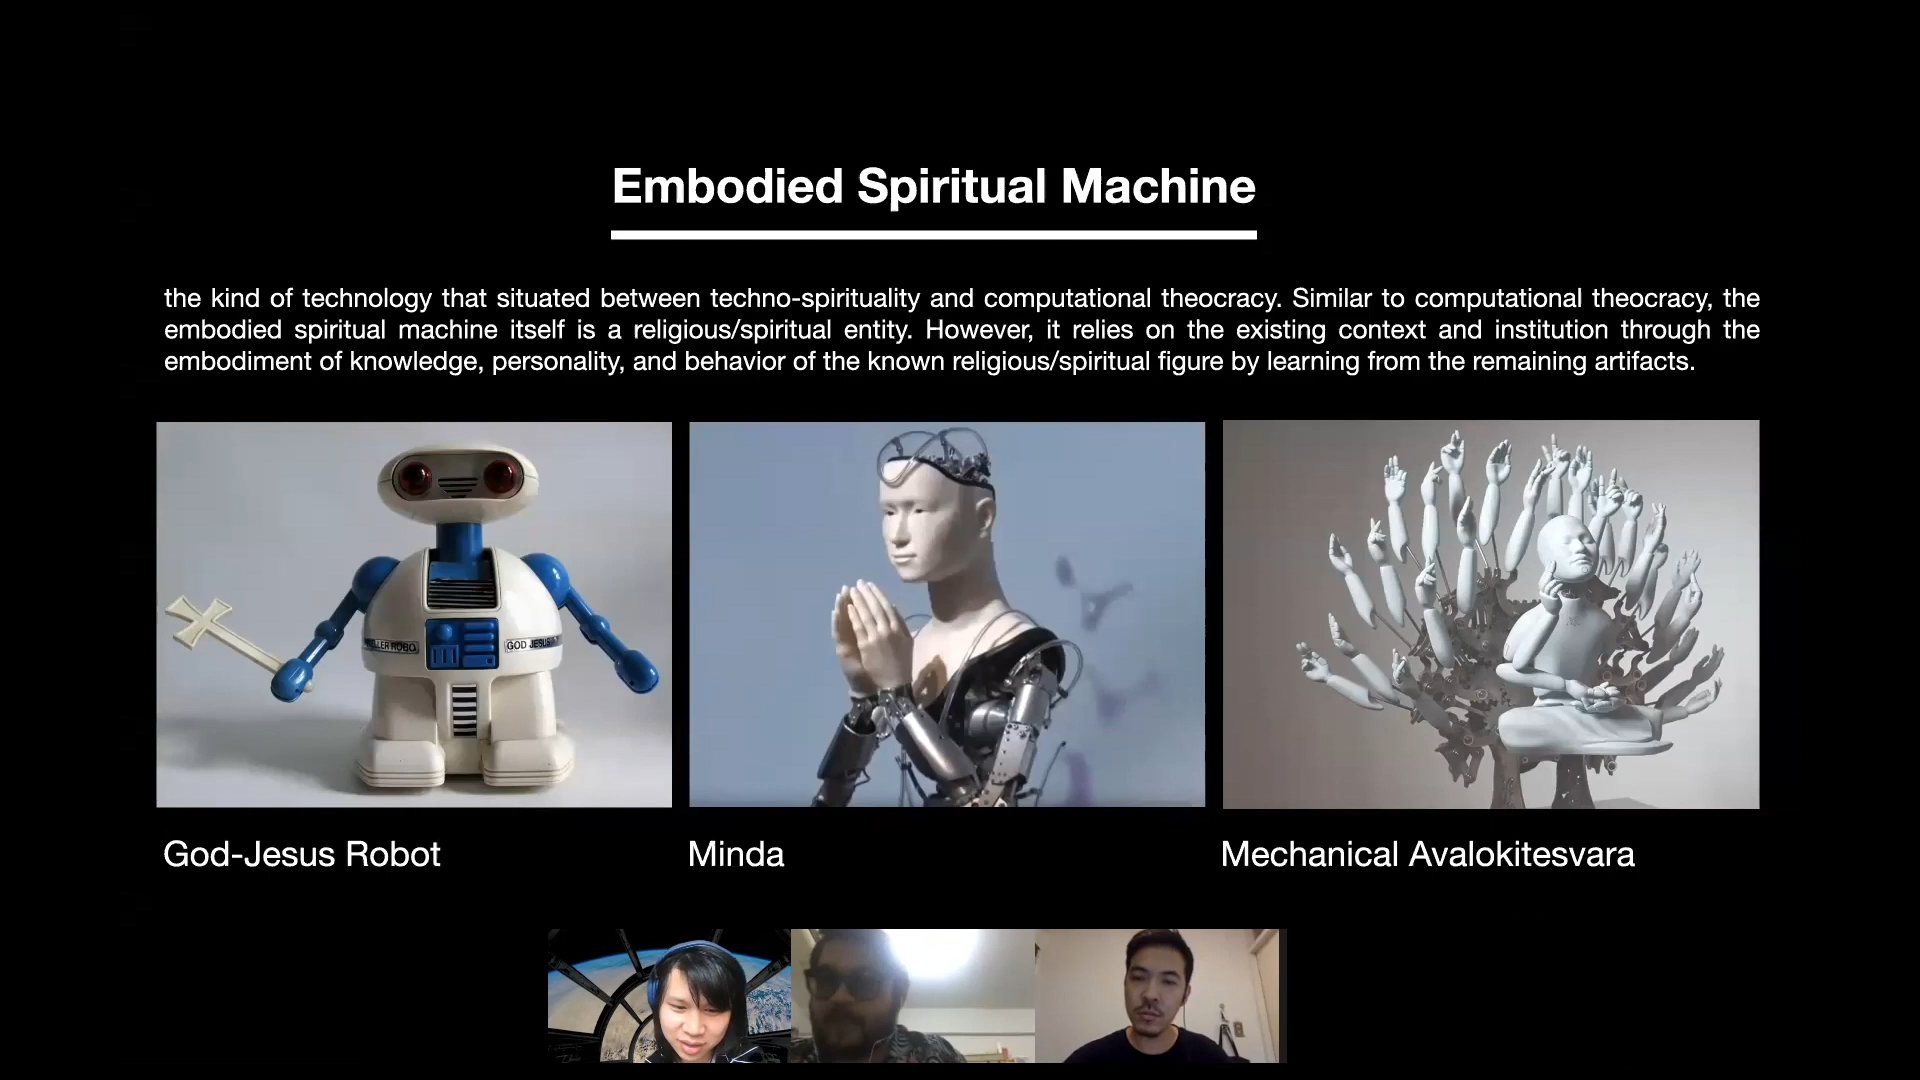 Embodied Spiritual Machine
the kind of technology that situated between techno-spirituality and computational theocracy. Similar to computational theocracy, the
embodied spiritual machine itself is a religious/spiritual entity. However, it relies on the existing context and institution through the
embodiment of knowledge, personality, and behavior of the known religious/spiritual figure by learning from the remaining artifacts.
ROBO
GOD JESUS
God-Jesus Robot
Minda
Mechanical Avalokitesvara